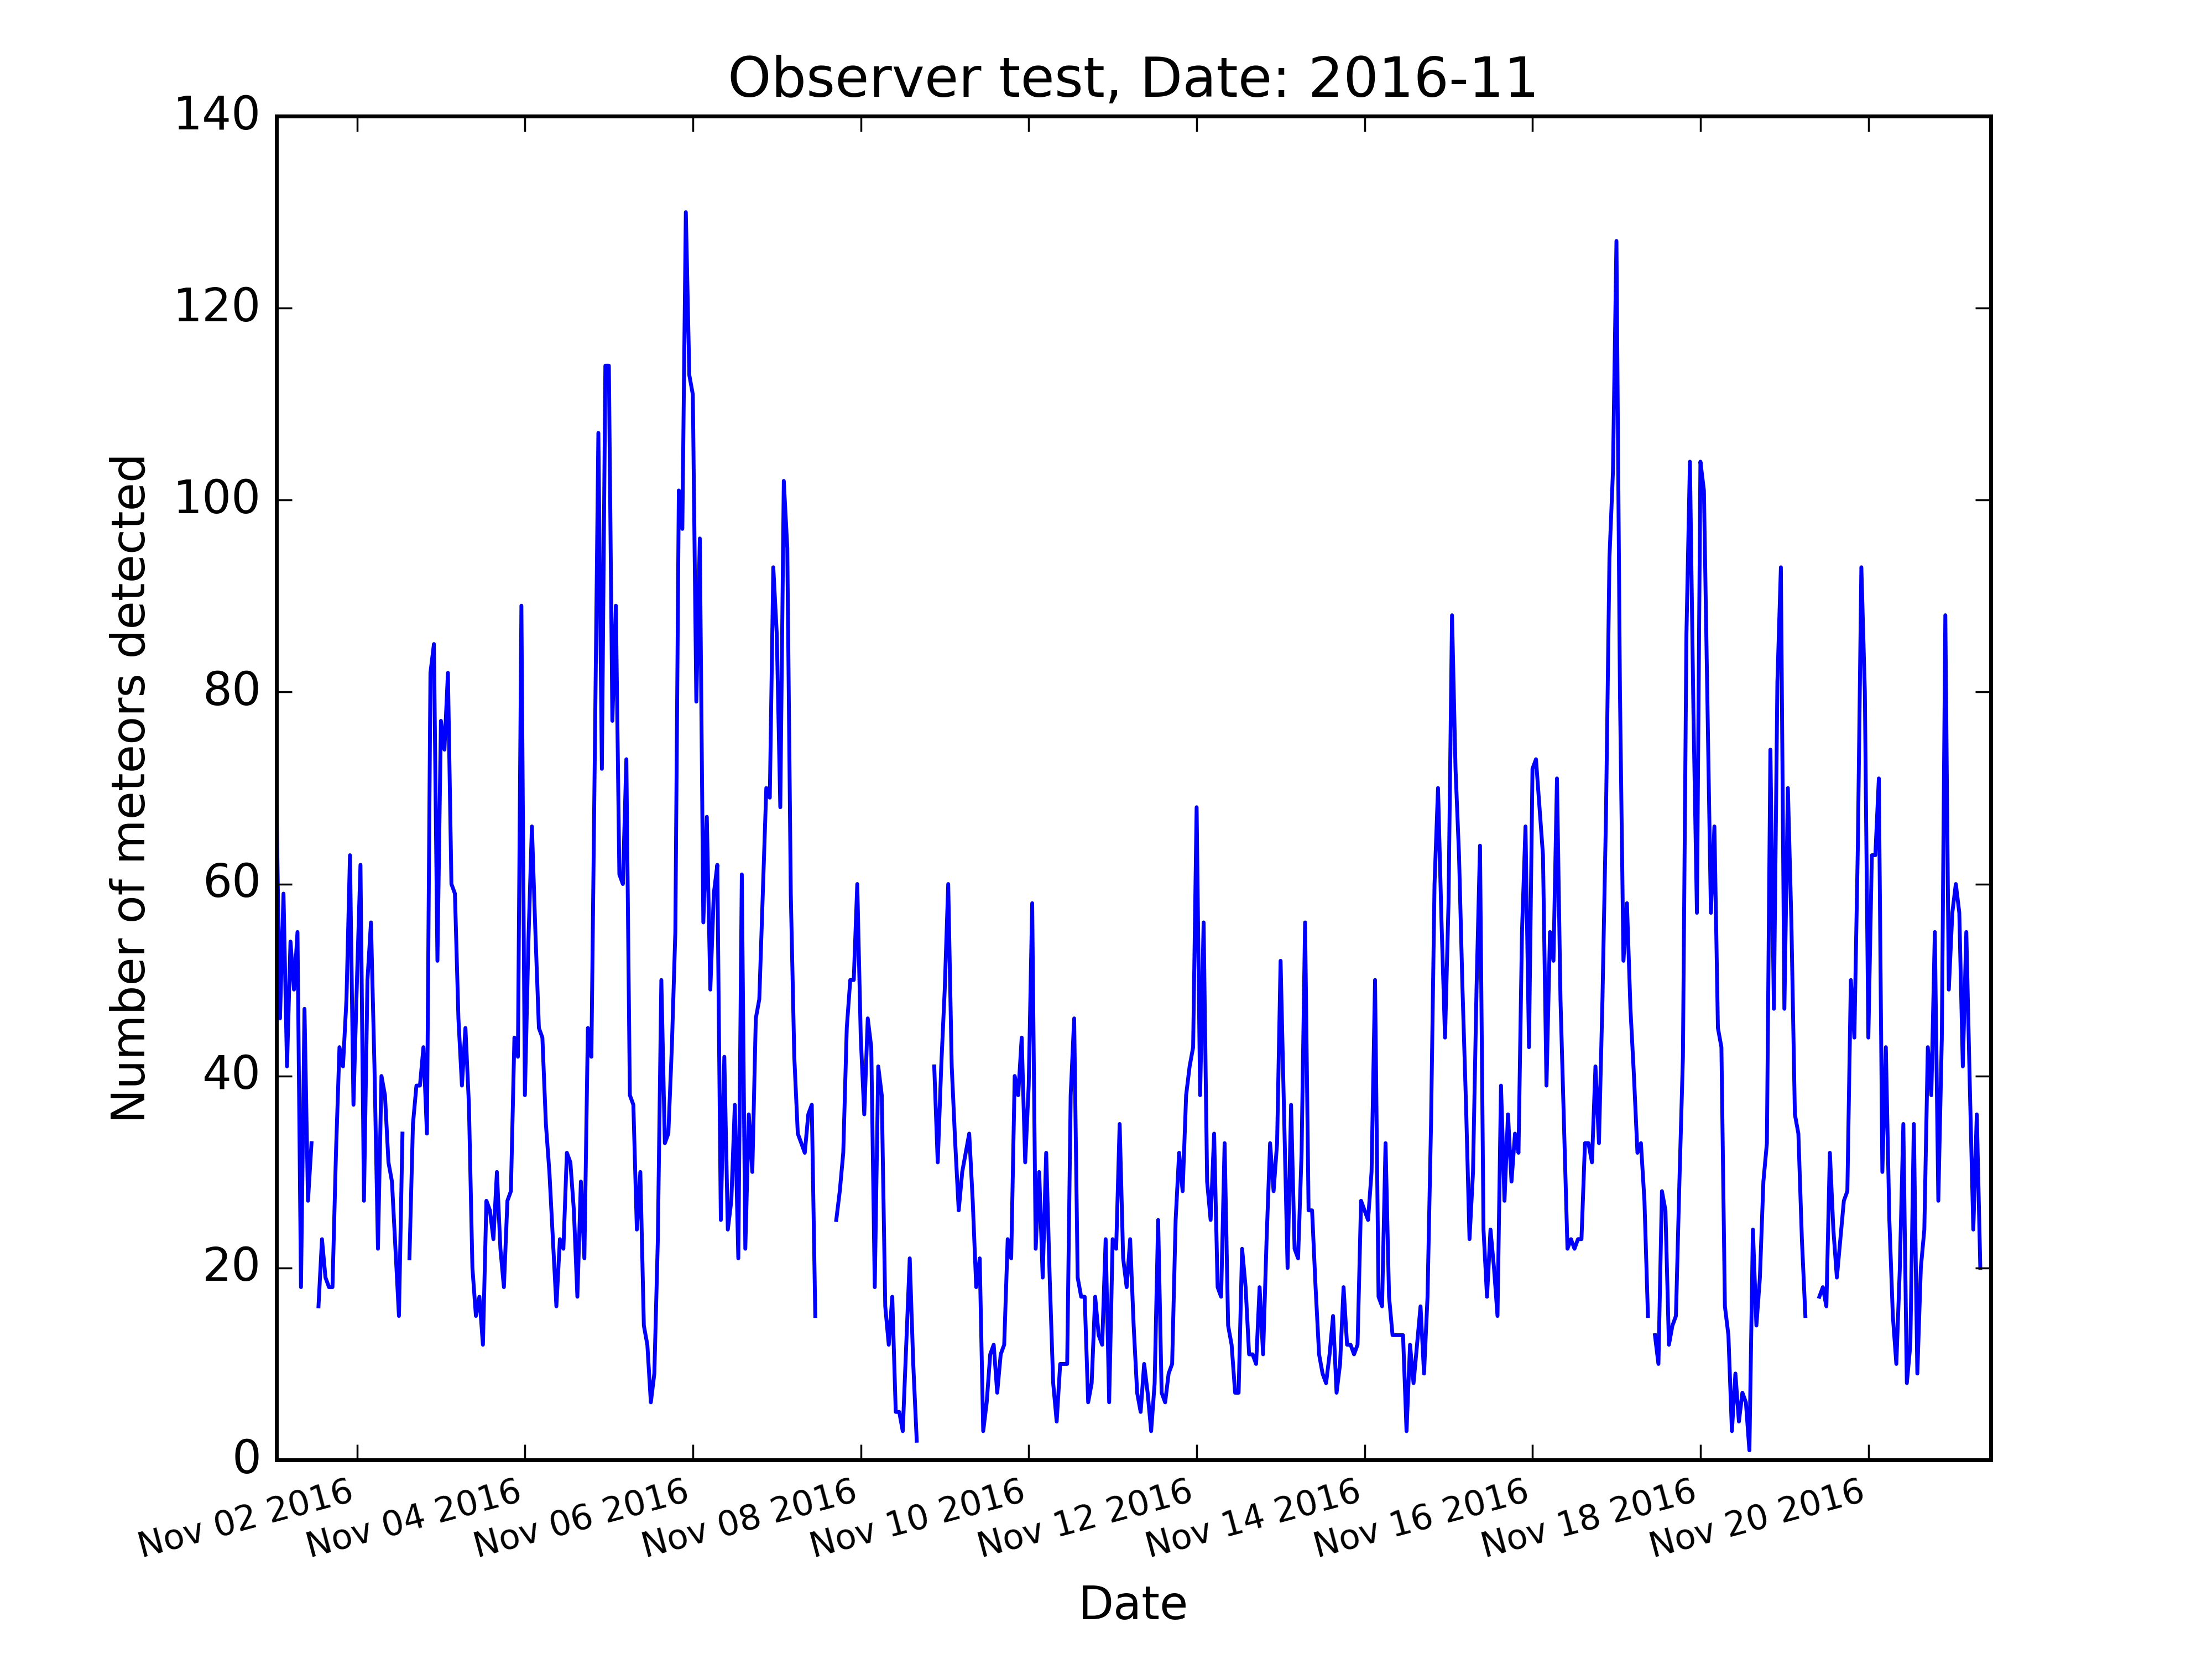 Observer test, Date: 2016-11
Number of meteors detected
140
120
100
80
60
40
20
0
Nov 02 2016
Nov 04 2016
Nov 06 2016
Nov 08 2016
Nov 10 2016
Nov 12 2016
Nov 14 2016
Nov 16 2016
Nov 18 2016
Nov 20 2016
Date